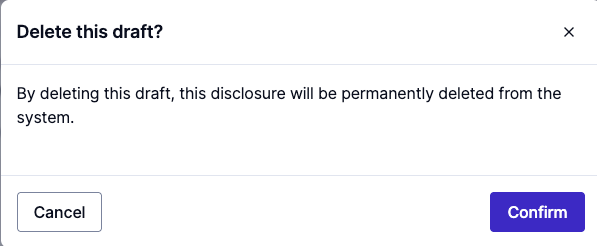 Delete this draft?
By deleting this draft, this disclosure will be permanently deleted from the
system.
Cancel
Confirm